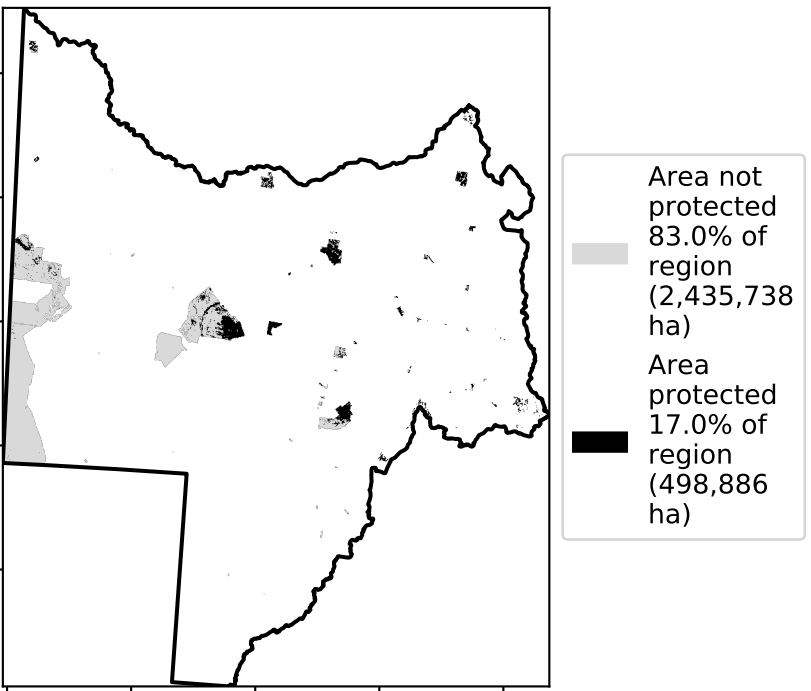 Area not
protected
83.0% of
region
(2,435,738
ha)
Area
protected
17.0% of
region
(498,886
ha)